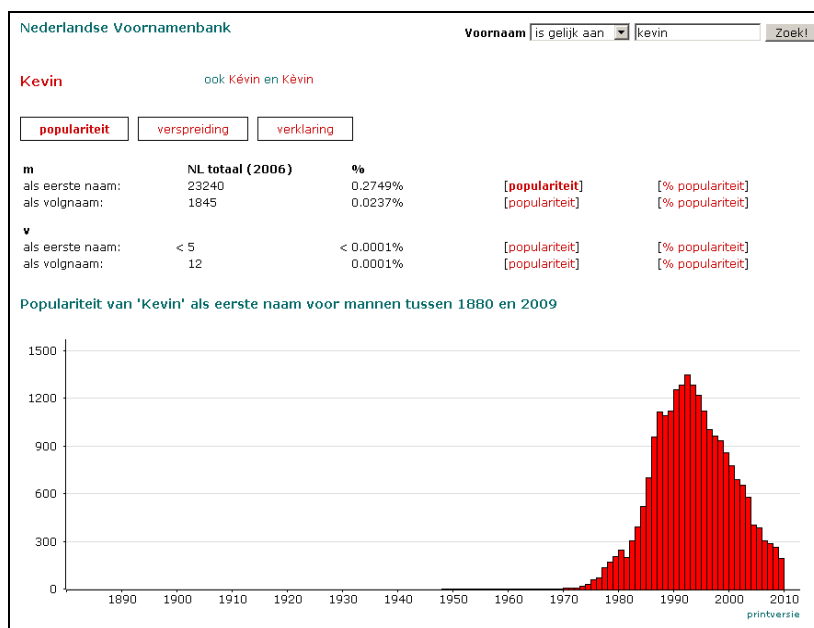 Nederlandse Voornamenbank
Voornaam is gelijk aan kevin Zoek!
Kevin ook Kévin en Kèvin
populariteit verspreiding verklaring
m NL totaal (2006) %
als eerste naam: 23240 0.2749% [populariteit] [% populariteit]
als volgnaam: 1845 0.0237% [populariteit] [% populariteit]
v
als eerste naam: < 5 < 0.0001% [populariteit] [% populariteit]
als volgnaam: 12 0.0001% [populariteit] [% populariteit]
Populariteit van 'Kevin' als eerste naam voor mannen tussen 1880 en 2009
1500
1200
900
600
300
0
1890 1900 1910 1920 1930 1940 1950 1960 1970 1980 1990 2000 2010
printversie